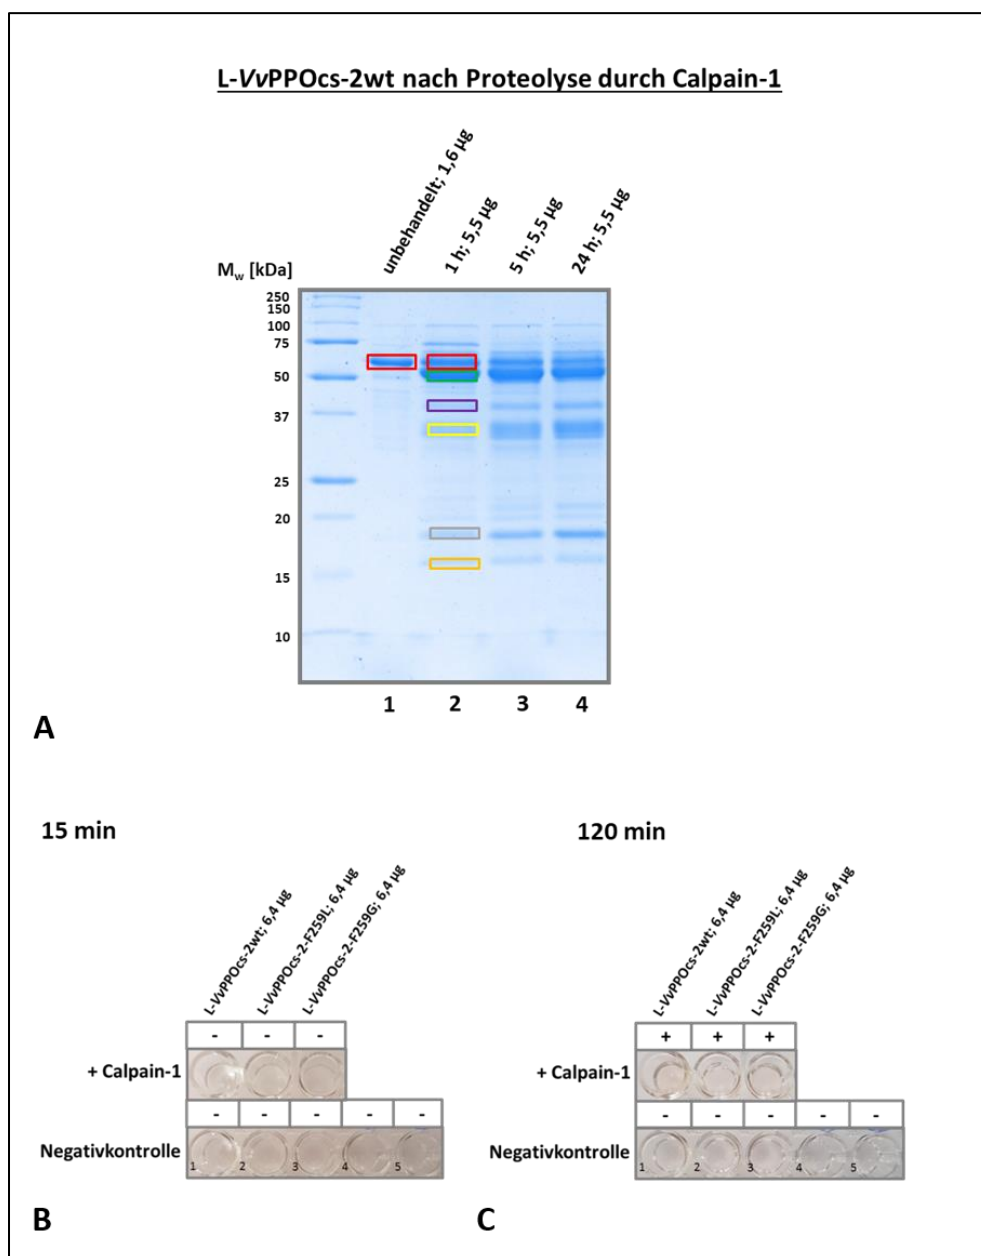 L-VvPPOcs-2wt nach Proteolyse durch Calpain-1
unbehandelt; 1,6 µg
1 h; 5,5 µg
5 h; 5,5 µg
24 h; 5,5 µg
Mw [kDa]
250
150
100
75
50
37
25
20
15
10
1 2 3 4
A
15 min
L-VvPPOcs-2wt; 6,4 µg
L-VvPPOcs-2-F259L; 6,4 µg
L-VvPPOcs-2-F259G; 6,4 µg
- - -
+ Calpain-1
- - - - -
Negativkontrolle
1 2 3 4 5
B
120 min
L-VvPPOcs-2wt; 6,4 µg
L-VvPPOcs-2-F259L; 6,4 µg
L-VvPPOcs-2-F259G; 6,4 µg
+ + +
+ Calpain-1
- - - - -
Negativkontrolle
1 2 3 4 5
C